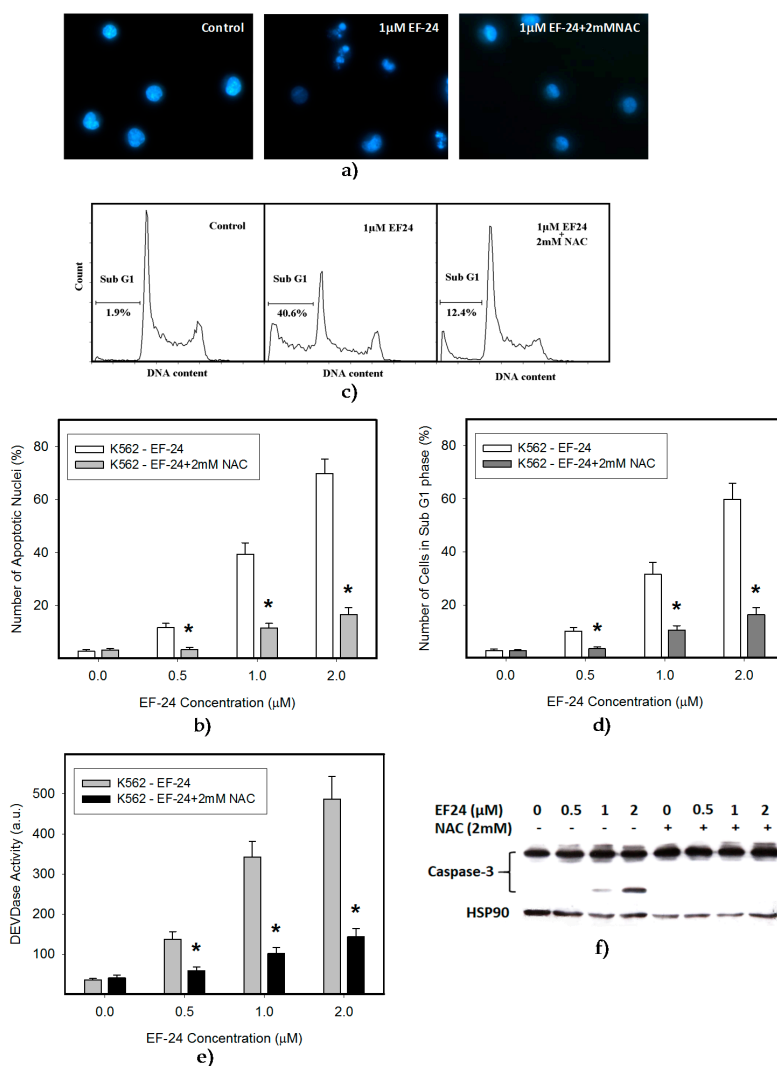 Control
1μM EF-24
1μM EF-24+2mMNAC
a)
Count
Control
Sub G1
1.9%
DNA content
1μM EF24
Sub G1
40.6%
DNA content
1μM EF24
+
2mM NAC
Sub G1
12.4%
DNA content
c)
Number of Apoptotic Nuclei (%)
80
60
40
20
K562 - EF-24
K562 - EF-24+2mM NAC
*
*
*
0.0 0.5 1.0 2.0
EF-24 Concentration (μM)
b)
Number of Cells in Sub G1 phase (%)
80
60
40
20
K562 - EF-24
K562 - EF-24+2mM NAC
*
*
*
0.0 0.5 1.0 2.0
EF-24 Concentration (μM)
d)
DEVDase Activity (a.u.)
500
400
300
200
100
K562 - EF-24
K562 - EF-24+2mM NAC
*
*
*
0.0 0.5 1.0 2.0
EF-24 Concentration (μM)
e)
EF24 (μM) 0 0.5 1 2 0 0.5 1 2
NAC (2mM) - - - - + + + +
Caspase-3
HSP90
f)